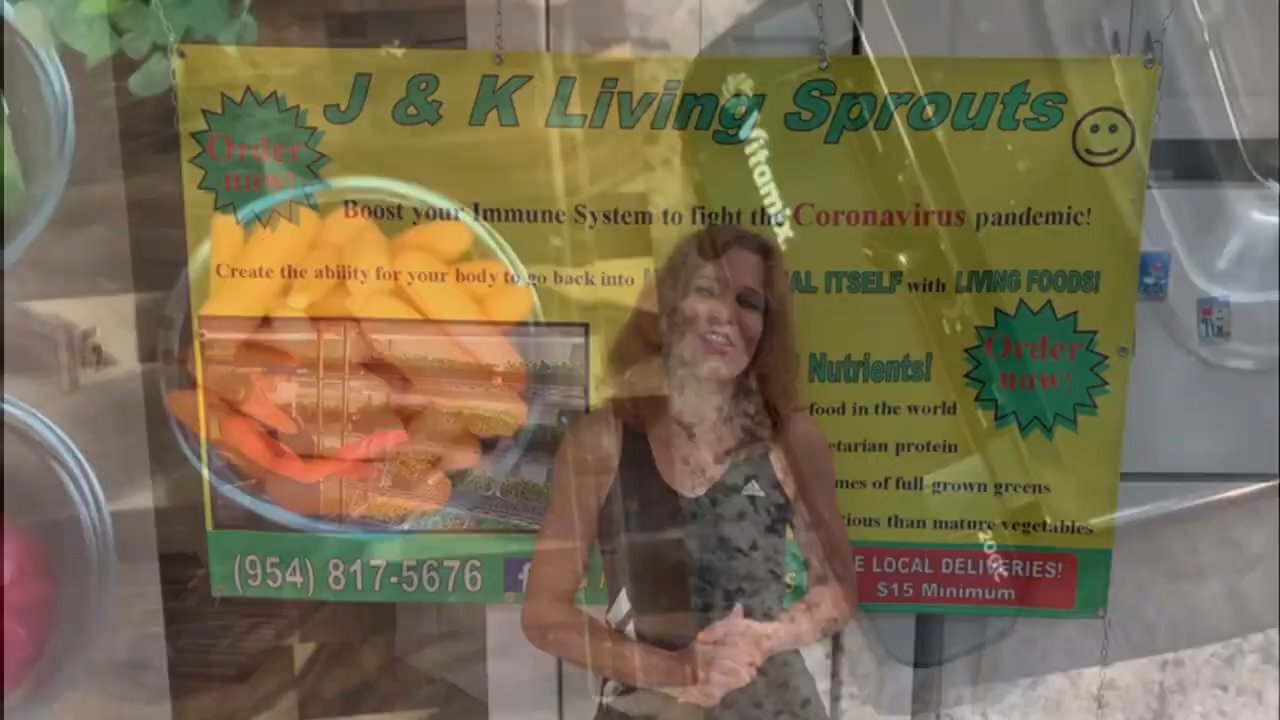 J & K Living Sprouts
Order
now!
Vitamix
Boost your Immune System to fight the Coronavirus pandemic!
Create the ability for your body to go back into
AL ITSELF with LIVING FOODS!
Nutrients!
Order
now!
food in the world
etarian protein
mes of full-grown greens
tious than mature vegetables
200C
(954) 817-5676
f
E LOCAL DELIVERIES!
$15 Minimum